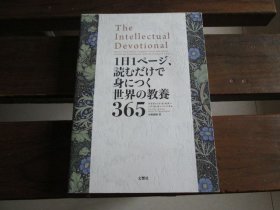 The
Intellectual
Devotional
1日1ページ、
読むだけで
身につく
世界の教養
365
文響社